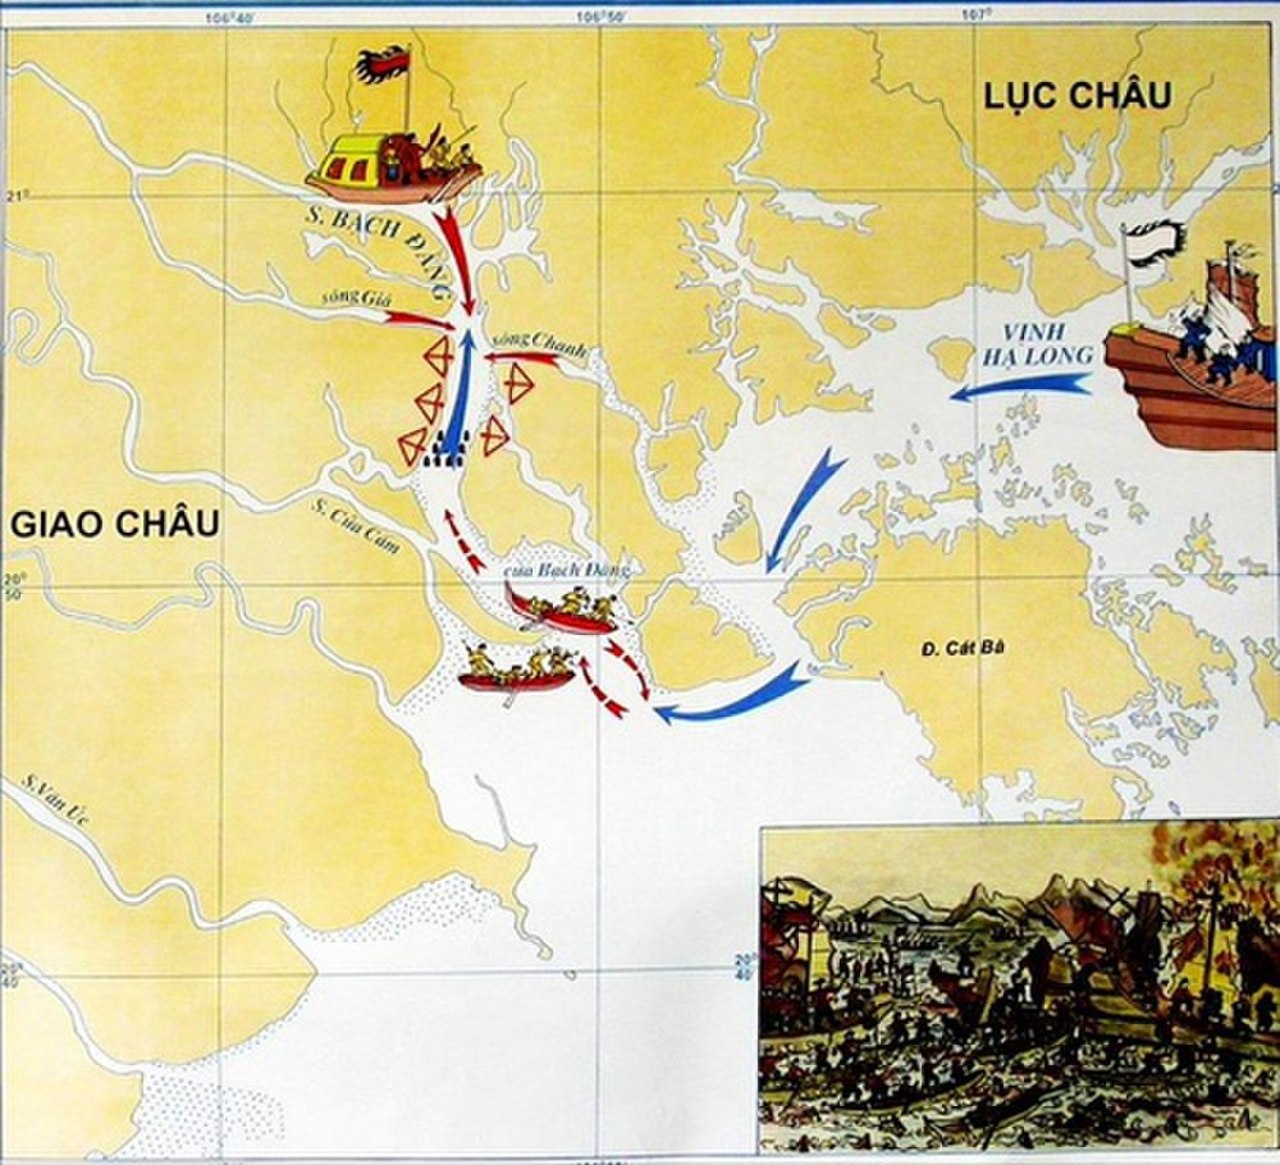 106°40'
106°50'
107°
LỤC CHÂU
21°
S. BẠCH ĐẰNG
sông Giá
sông Chanh
VỊNH
HẠ LONG
GIAO CHÂU
S. Cửa Cấm
cửa Bạch Đằng
20°
50'
Đ. Cát Bà
S. Văn Úc
20°
40'
20°
40'